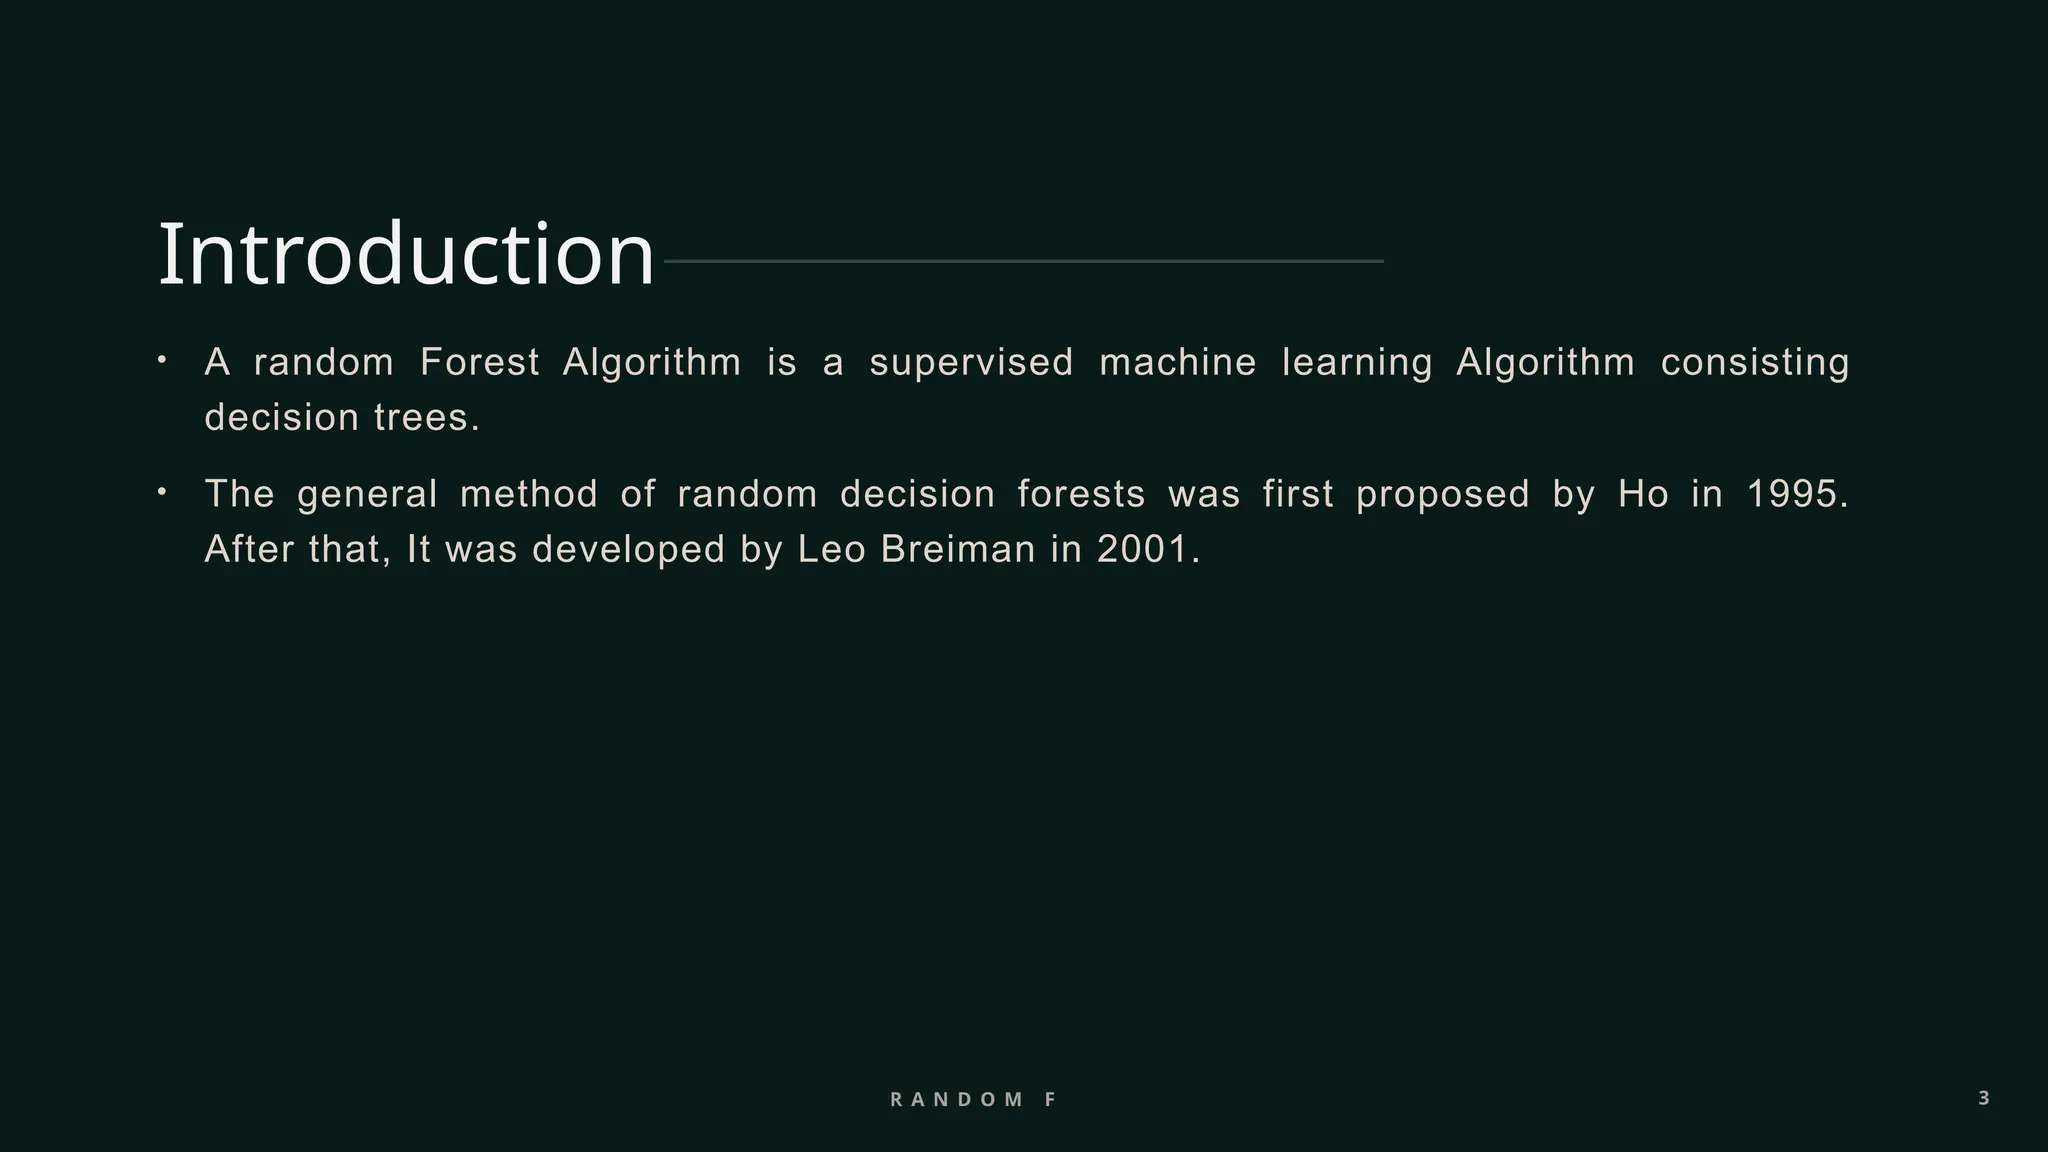 Introduction
• A random Forest Algorithm is a supervised machine learning Algorithm consisting
decision trees.
• The general method of random decision forests was first proposed by Ho in 1995.
After that, It was developed by Leo Breiman in 2001.
RANDOM F
3